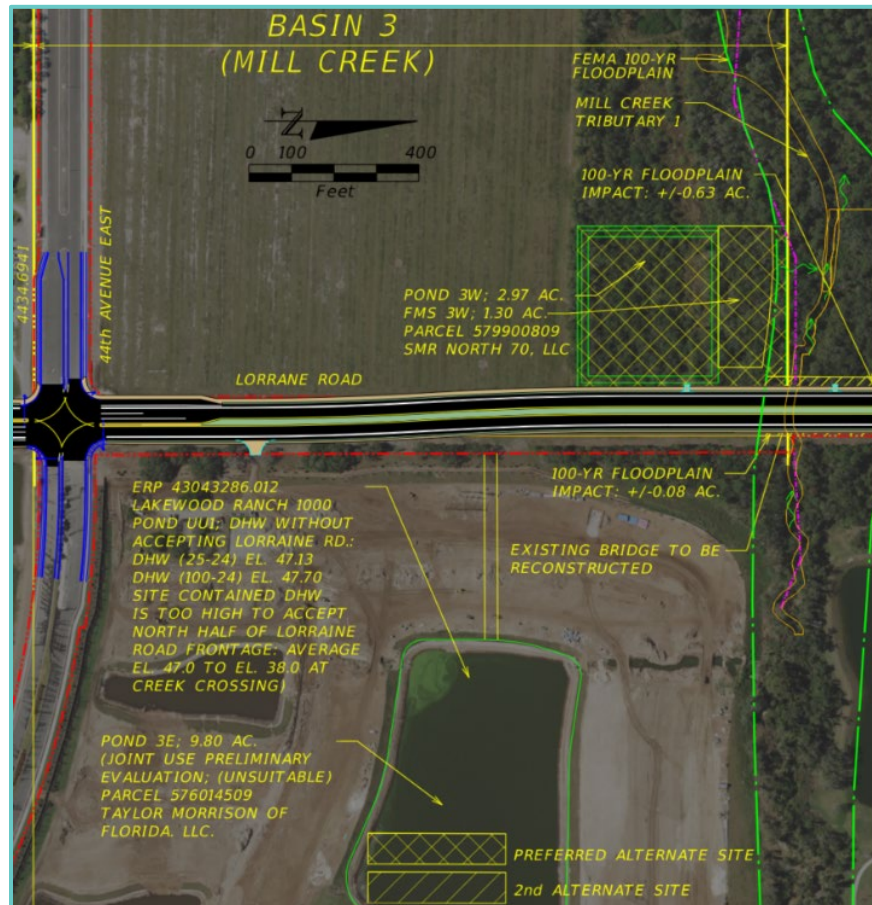 BASIN 3
(MILL CREEK)
FEMA 100-YR
FLOODPLAIN
MILL CREEK
TRIBUTARY 1
N
0 100 400
Feet
100-YR FLOODPLAIN
IMPACT: +/-0.63 AC.
4434.6941
44th AVENUE EAST
POND 3W; 2.97 AC.
FMS 3W; 1.30 AC.
PARCEL 579900809
SMR NORTH 70, LLC
LORRANE ROAD
100-YR FLOODPLAIN
IMPACT: +/-0.08 AC.
ERP 43043286.012
LAKEWOOD RANCH 1000
POND UU1; DHW WITHOUT
ACCEPTING LORRAINE RD.:
DHW (25-24) EL. 47.13
DHW (100-24) EL. 47.70
SITE CONTAINED DHW
IS TOO HIGH TO ACCEPT
NORTH HALF OF LORRAINE
ROAD FRONTAGE: AVERAGE
EL. 47.0 TO EL. 38.0 AT
CREEK CROSSING)
EXISTING BRIDGE TO BE
RECONSTRUCTED
POND 3E; 9.80 AC.
(JOINT USE PRELIMINARY
EVALUATION; (UNSUITABLE)
PARCEL 576014509
TAYLOR MORRISON OF
FLORIDA. LLC.
PREFERRED ALTERNATE SITE
2nd ALTERNATE SITE